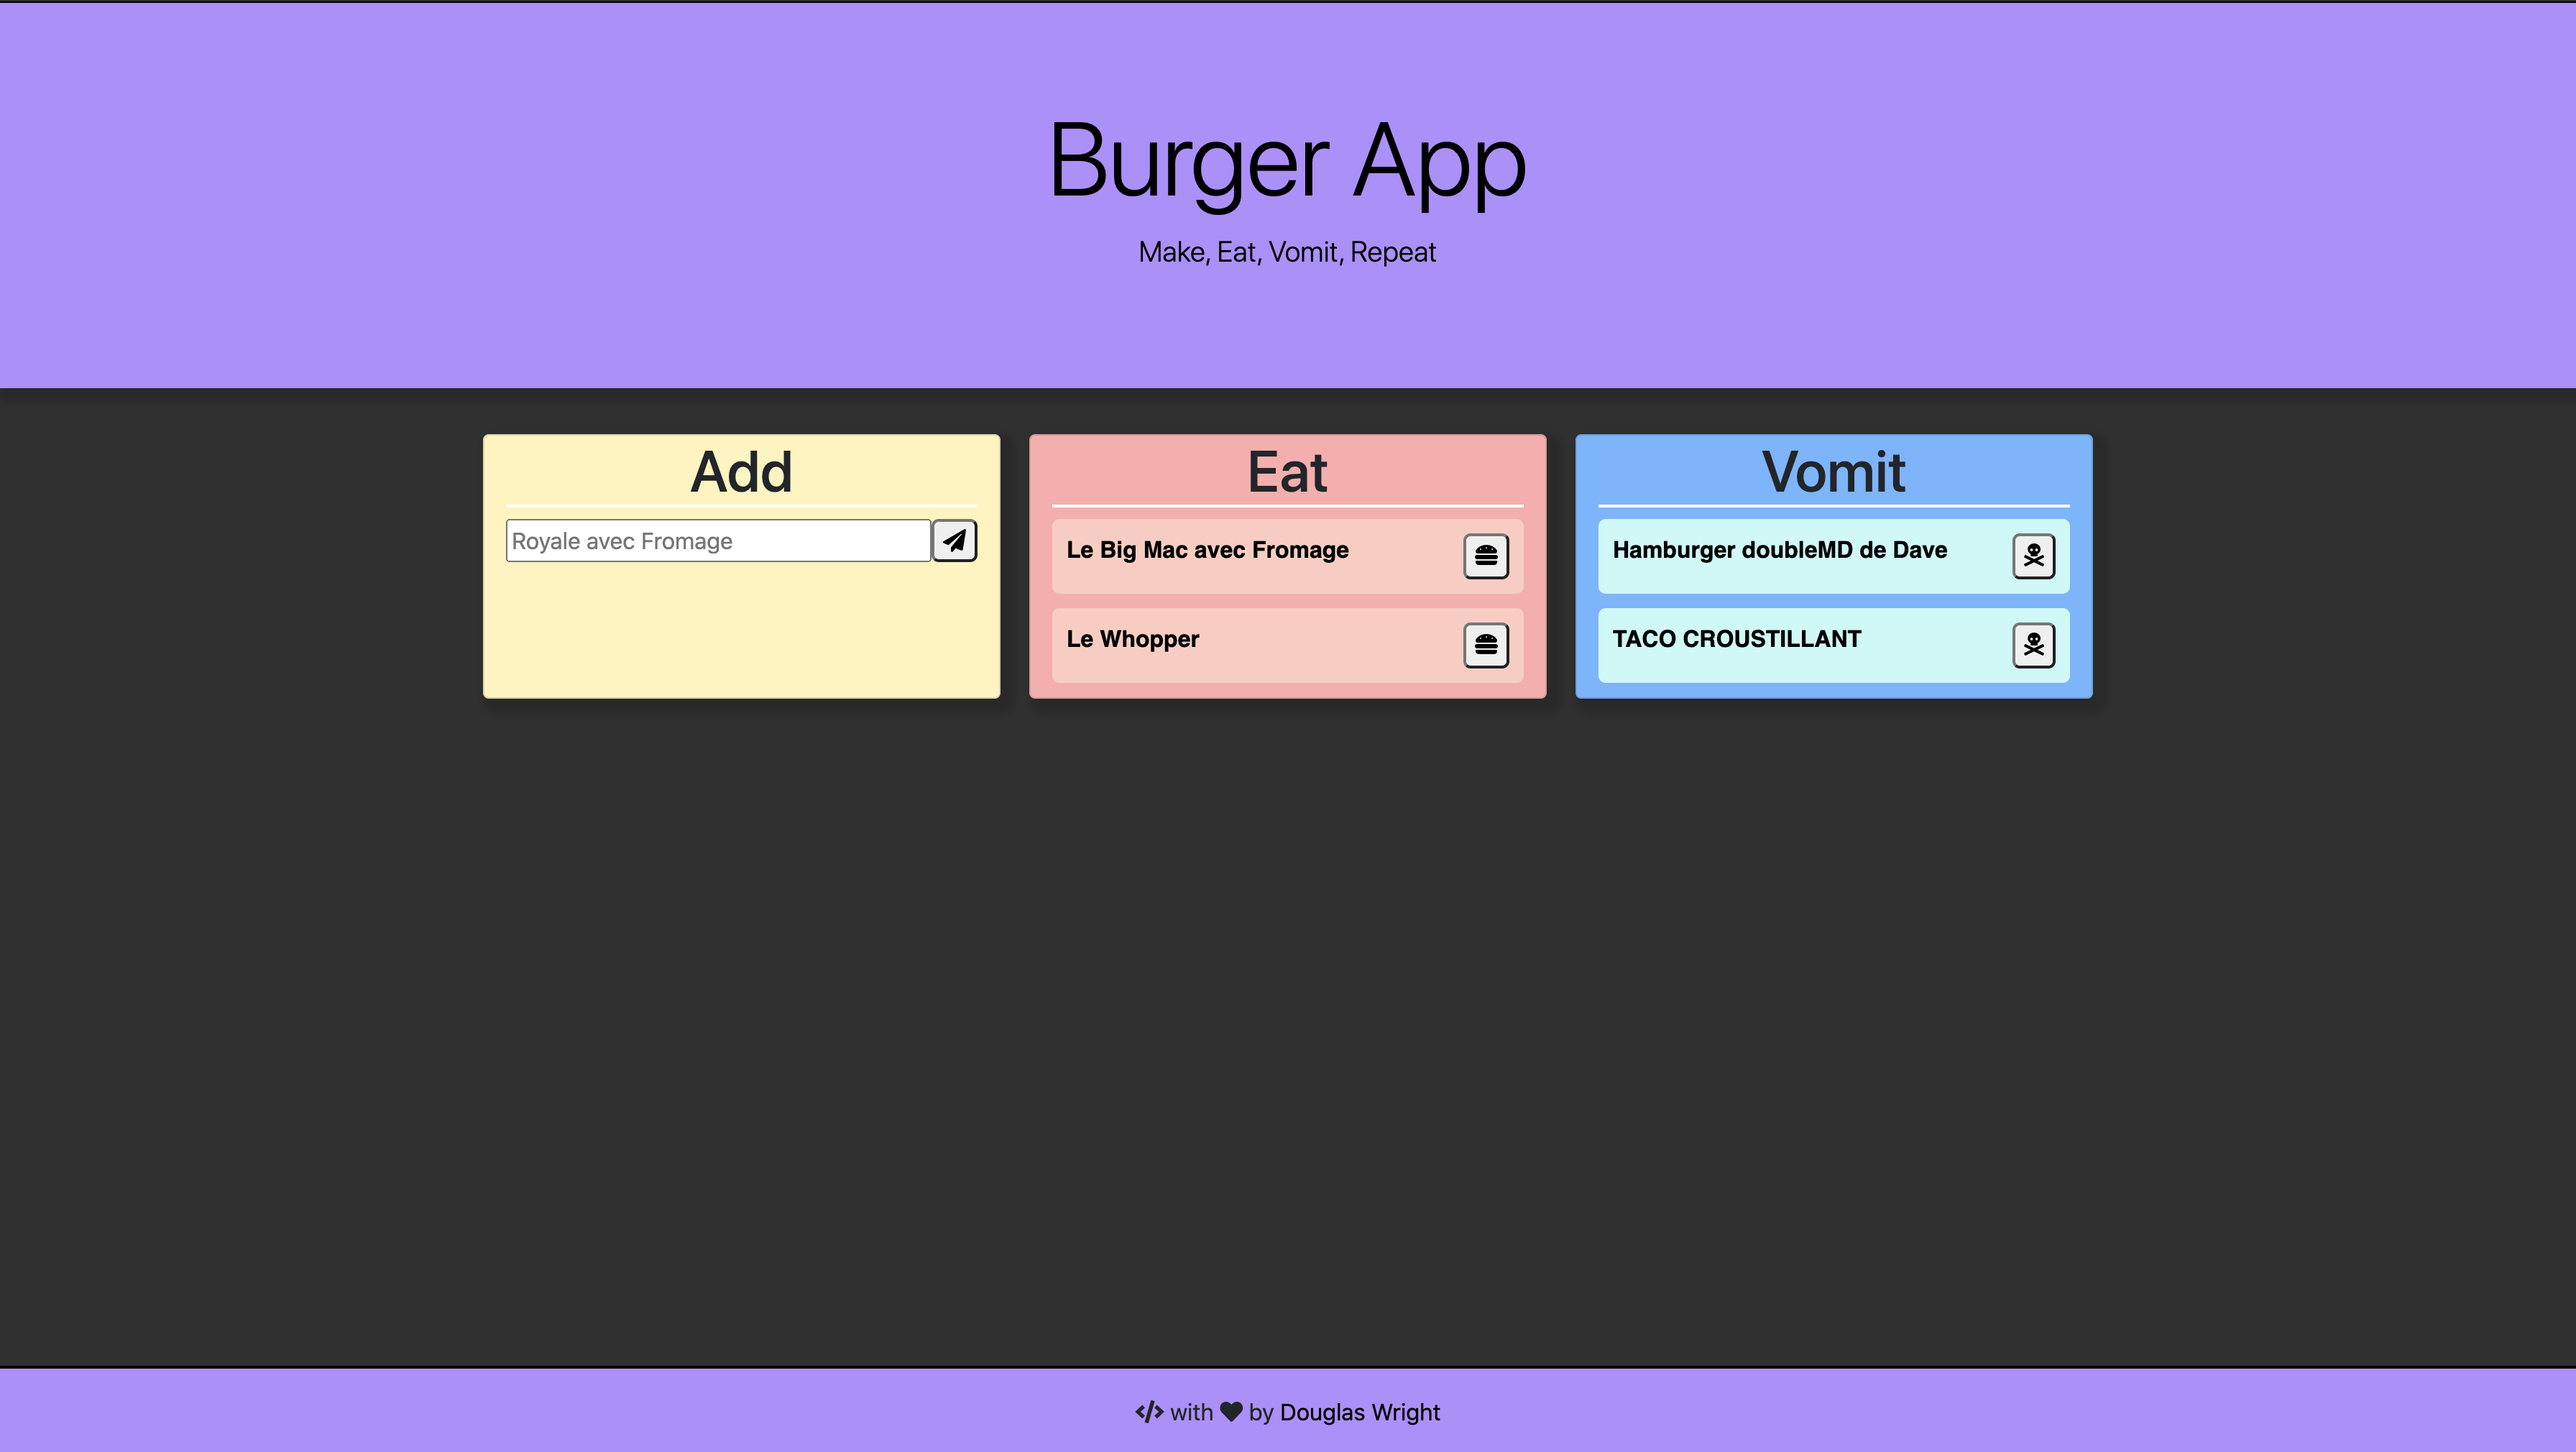 Burger App
Make, Eat, Vomit, Repeat
Add
Royale avec Fromage
Eat
Le Big Mac avec Fromage
Le Whopper
Vomit
Hamburger doubleMD de Dave
TACO CROUSTILLANT
</> with ♥ by Douglas Wright